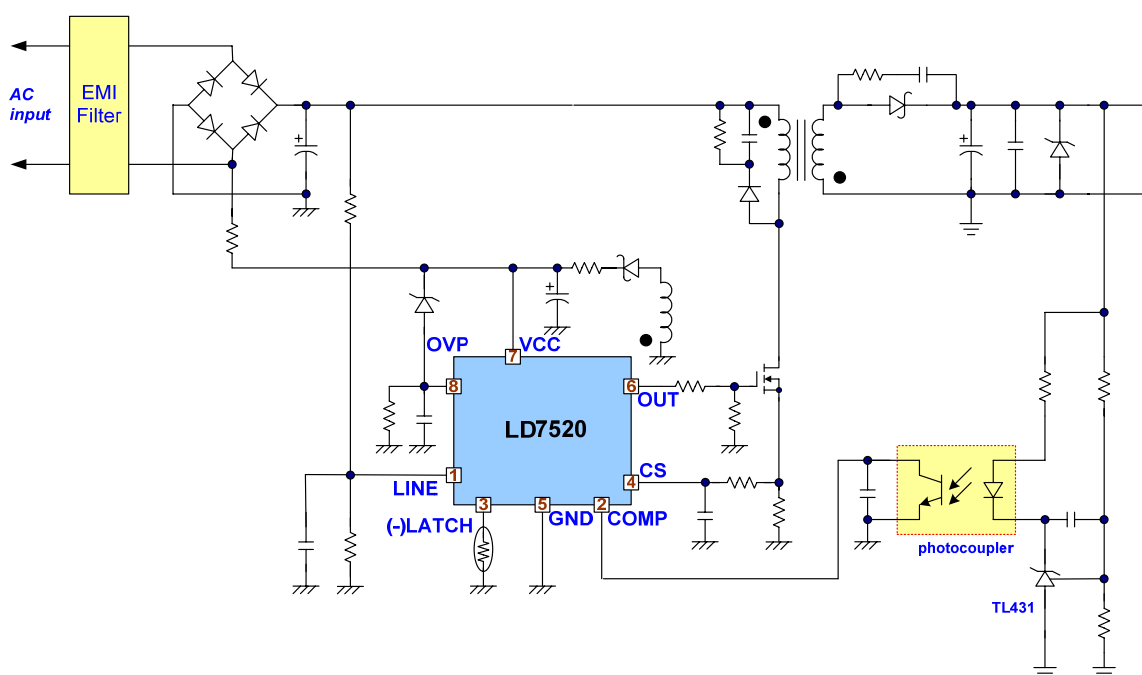 AC
input
EMI
Filter
+
+
+
OVP
VCC
7
8
6
OUT
LD7520
CS
4
1
LINE
3
5
2
(-)LATCH
GND
COMP
photocoupler
TL431